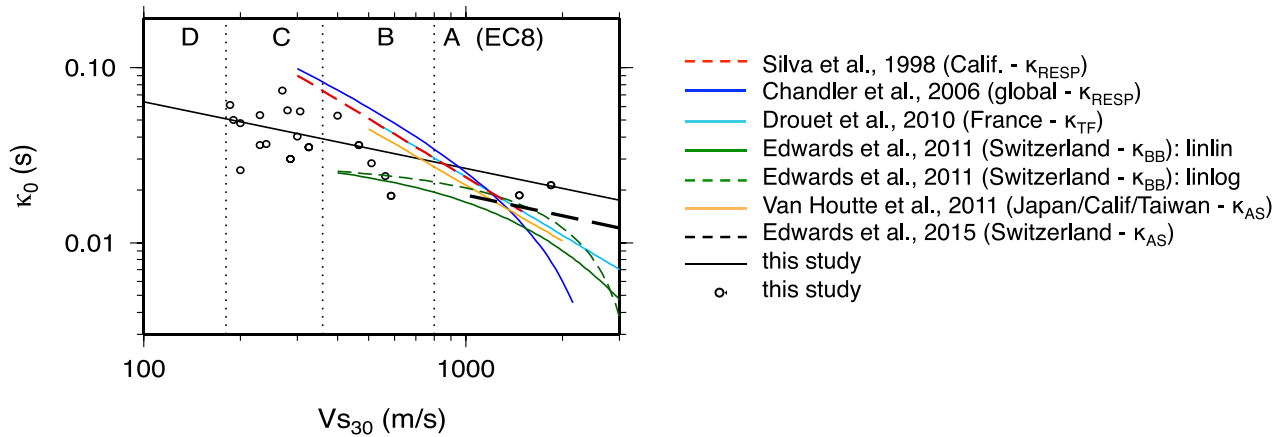 D C B A (EC8)
0.10
0.01
κ0 (s)
100 1000
Vs30 (m/s)
Silva et al., 1998 (Calif. - κRESP)
Chandler et al., 2006 (global - κRESP)
Drouet et al., 2010 (France - κTF)
Edwards et al., 2011 (Switzerland - κBB): linlin
Edwards et al., 2011 (Switzerland - κBB): linlog
Van Houtte et al., 2011 (Japan/Calif/Taiwan - κAS)
Edwards et al., 2015 (Switzerland - κAS)
this study
this study